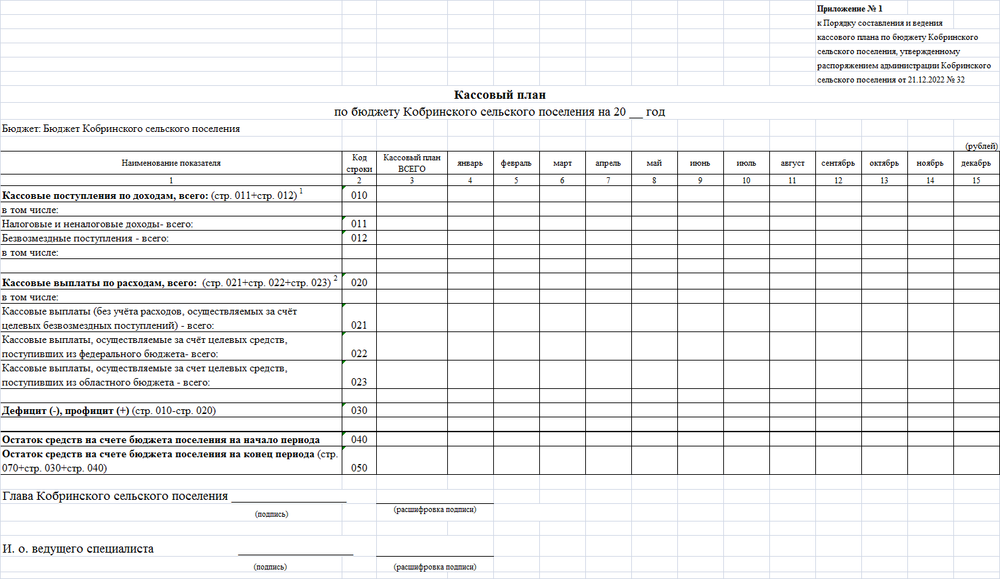 Приложение № 1
к Порядку составления и ведения
кассового плана по бюджету Кобринского
сельского поселения, утвержденному
распоряжением администрации Кобринского
сельского поселения от 21.12.2022 № 32
Кассовый план
по бюджету Кобринского сельского поселения на 20 __ год
Бюджет: Бюджет Кобринского сельского поселения
(рублей)
Наименование показателя Код строки Кассовый план ВСЕГО январь февраль март апрель май июнь июль август сентябрь октябрь ноябрь декабрь
1 2 3 4 5 6 7 8 9 10 11 12 13 14 15
Кассовые поступления по доходам, всего: (стр. 011+стр. 012) 1 010
в том числе:
Налоговые и неналоговые доходы- всего: 011
Безвозмездные поступления - всего: 012
в том числе:
Кассовые выплаты по расходам, всего: (стр. 021+стр. 022+стр. 023) 2 020
в том числе:
Кассовые выплаты (без учёта расходов, осуществляемых за счёт
целевых безвозмездных поступлений) - всего: 021
Кассовые выплаты, осуществляемые за счёт целевых средств,
поступивших из федерального бюджета- всего: 022
Кассовые выплаты, осуществляемые за счет целевых средств,
поступивших из областного бюджета - всего: 023
Дефицит (-), профицит (+) (стр. 010-стр. 020) 030
Остаток средств на счете бюджета поселения на начало периода 040
Остаток средств на счете бюджета поселения на конец периода (стр.
070+стр. 030+стр. 040) 050
Глава Кобринского сельского поселения ___________________
(подпись) (расшифровка подписи)
И. о. ведущего специалиста ___________________
(подпись) (расшифровка подписи)